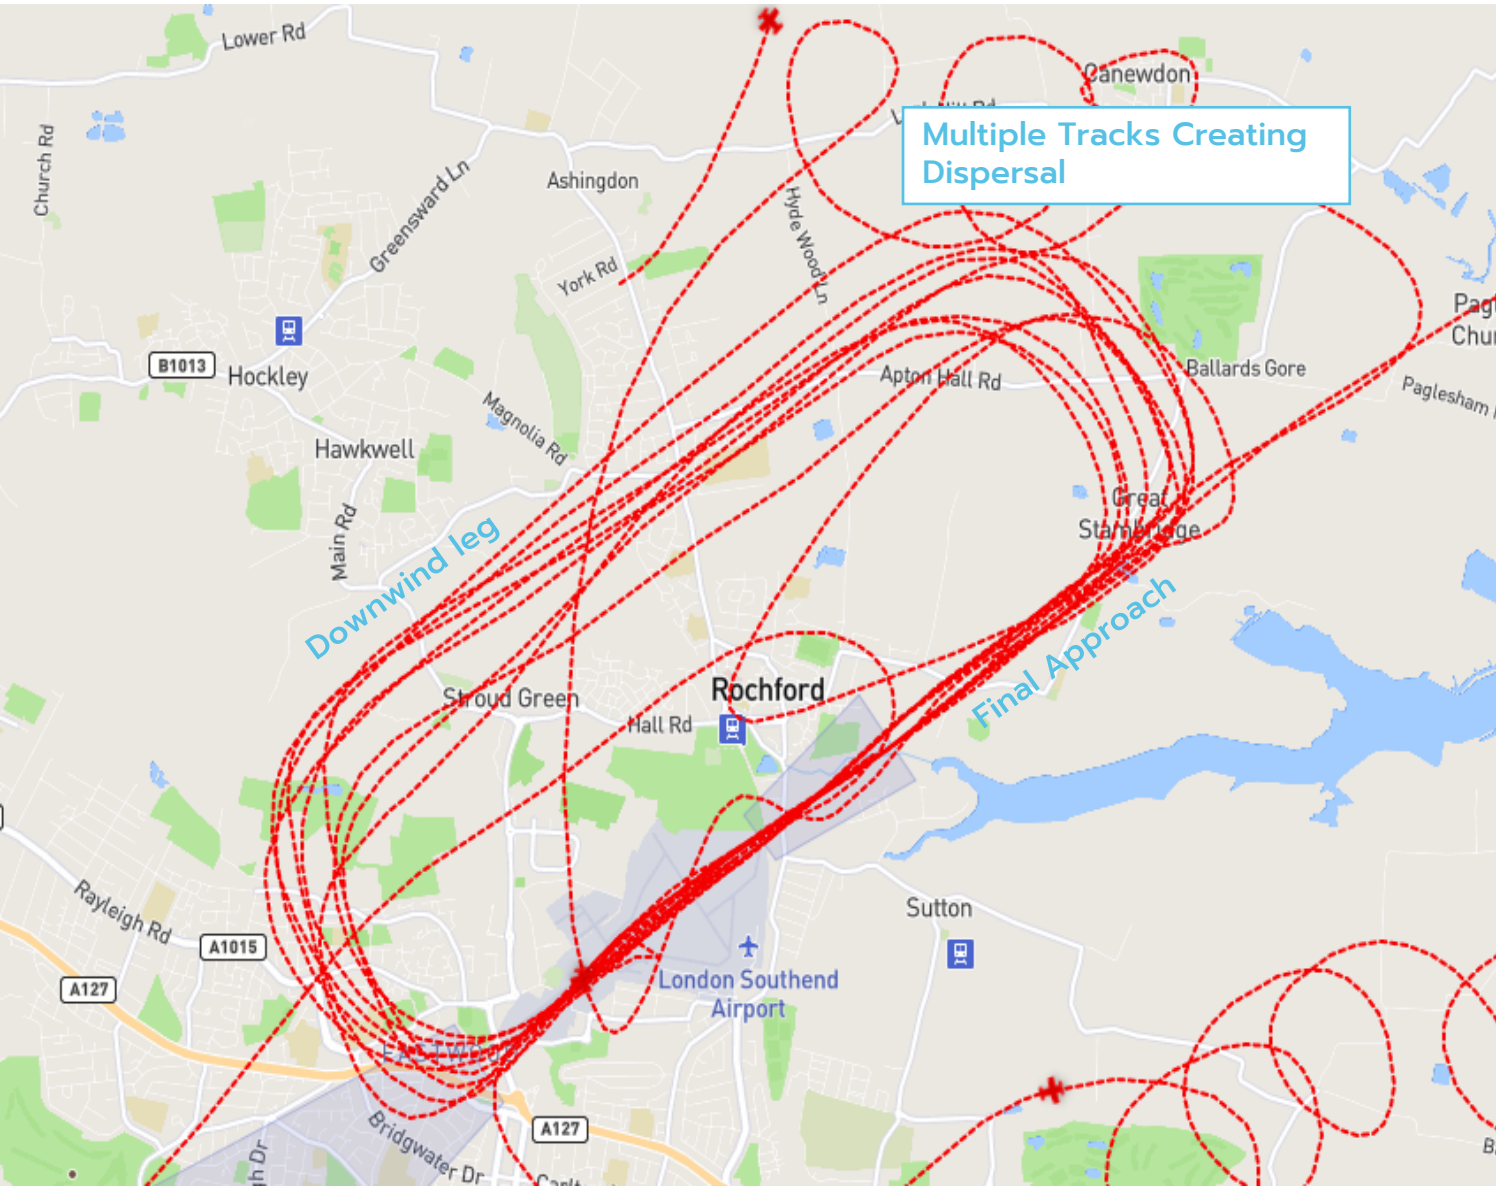 Lower Rd
Canewdon
Multiple Tracks Creating
Dispersal
Church Rd
Ashingdon
Greensward Ln
Hyde Wood Ln
York Rd
B1013
Hockley
Ballards Gore
Apton Hall Rd
Paglesham
Magnolia Rd
Hawkwell
Great
Stambridge
Main Rd
Downwind leg
Final Approach
Rochford
Stroud Green
Hall Rd
Rayleigh Rd
Sutton
A1015
A127
London Southend
Airport
EASTWOOD
Bridgwater Dr
A127